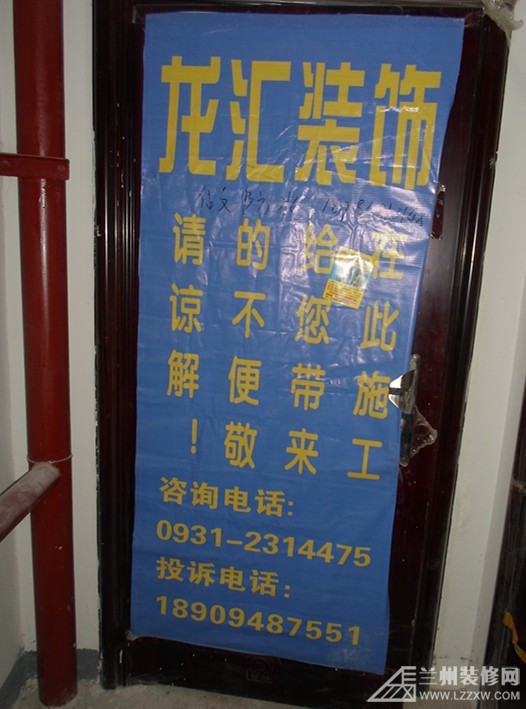 龙汇装饰
在此施工
给您带来
的不便敬
请谅解！
咨询电话:
0931-2314475
投诉电话:
18909487551
兰州装修网
WWW.LZZXW.COM